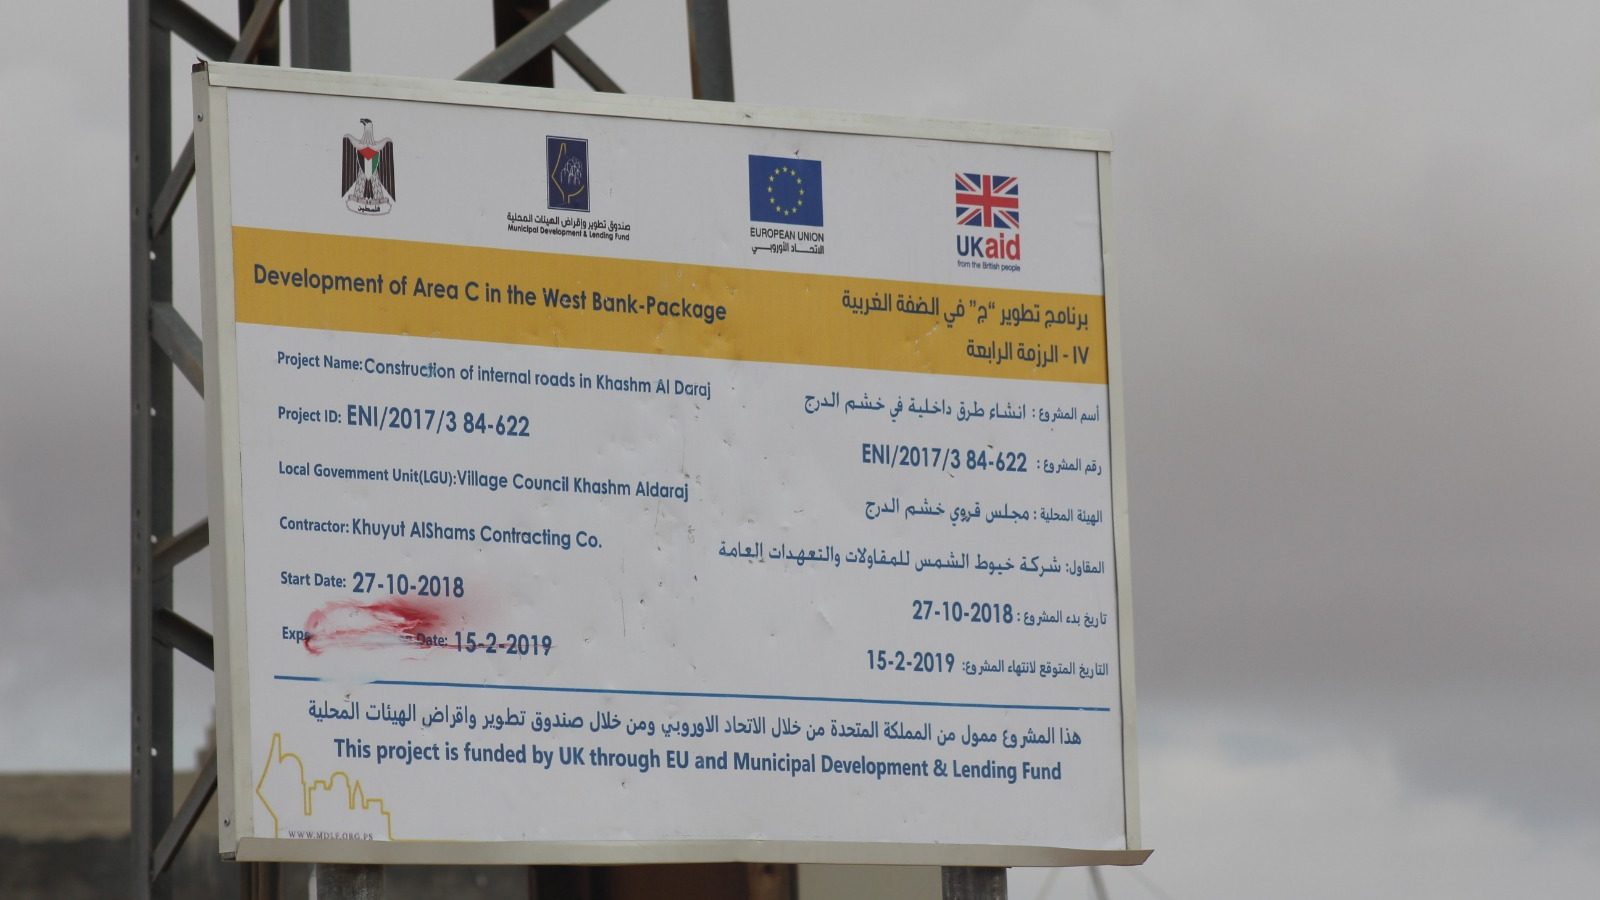 فلسطين
صندوق تطوير وإقراض الهيئات المحلية
Municipal Development & Lending Fund
EUROPEAN UNION
الاتحاد الأوروبي
UKaid
from the British people
Development of Area C in the West Bank-Package
برنامج تطوير “ج” في الضفة الغربية
IV - الرزمة الرابعة
Project Name:Construction of internal roads in Khashm Al Daraj
Project ID: ENI/2017/3 84-622
Local Government Unit(LGU):Village Council Khashm Aldaraj
Contractor: Khuyut AlShams Contracting Co.
Start Date: 27-10-2018
Date: 15-2-2019
أسم المشروع : انشاء طرق داخلية في خشم الدرج
رقم المشروع : ENI/2017/3 84-622
الهيئة المحلية : مجلس قروي خشم الدرج
المقاول: شركة خيوط الشمس للمقاولات والتعهدات العامة
تاريخ بدء المشروع : 27-10-2018
التاريخ المتوقع لانتهاء المشروع: 15-2-2019
هذا المشروع ممول من المملكة المتحدة من خلال الاتحاد الاوروبي ومن خلال صندوق تطوير واقراض الهيئات المحلية
This project is funded by UK through EU and Municipal Development & Lending Fund
WWW.MDLF.ORG.PS